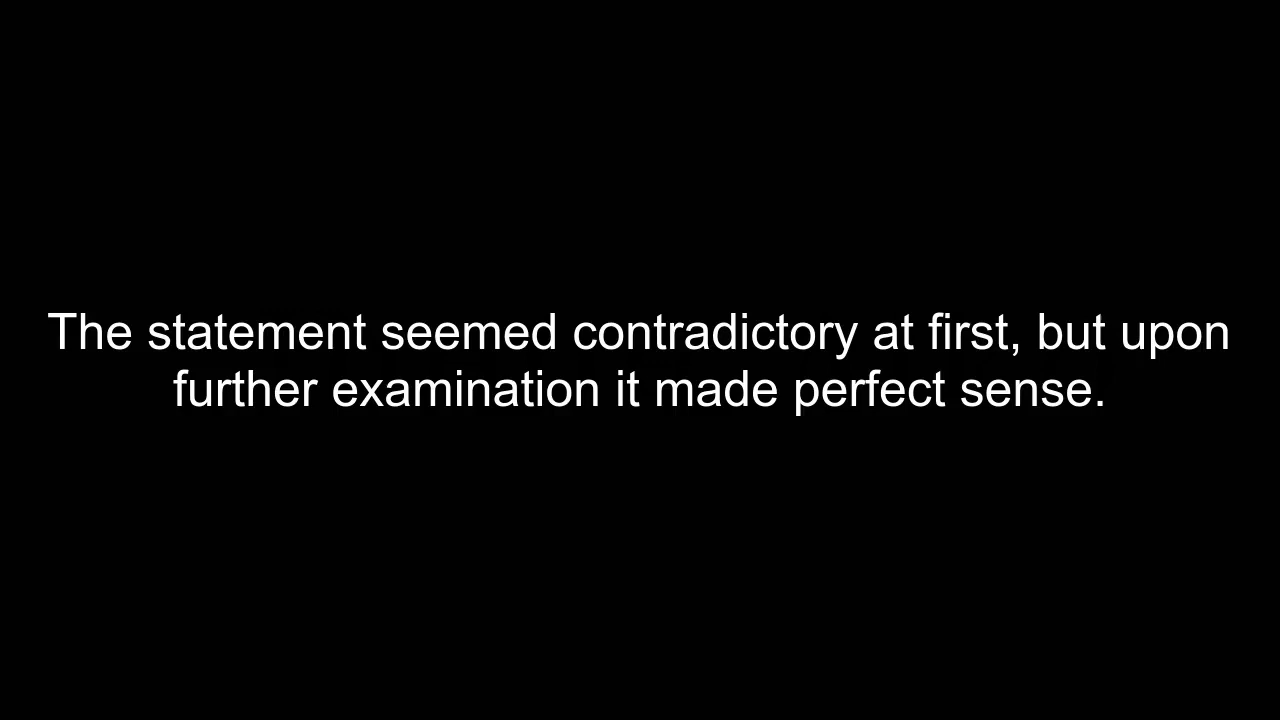 The statement seemed contradictory at first, but upon
further examination it made perfect sense.